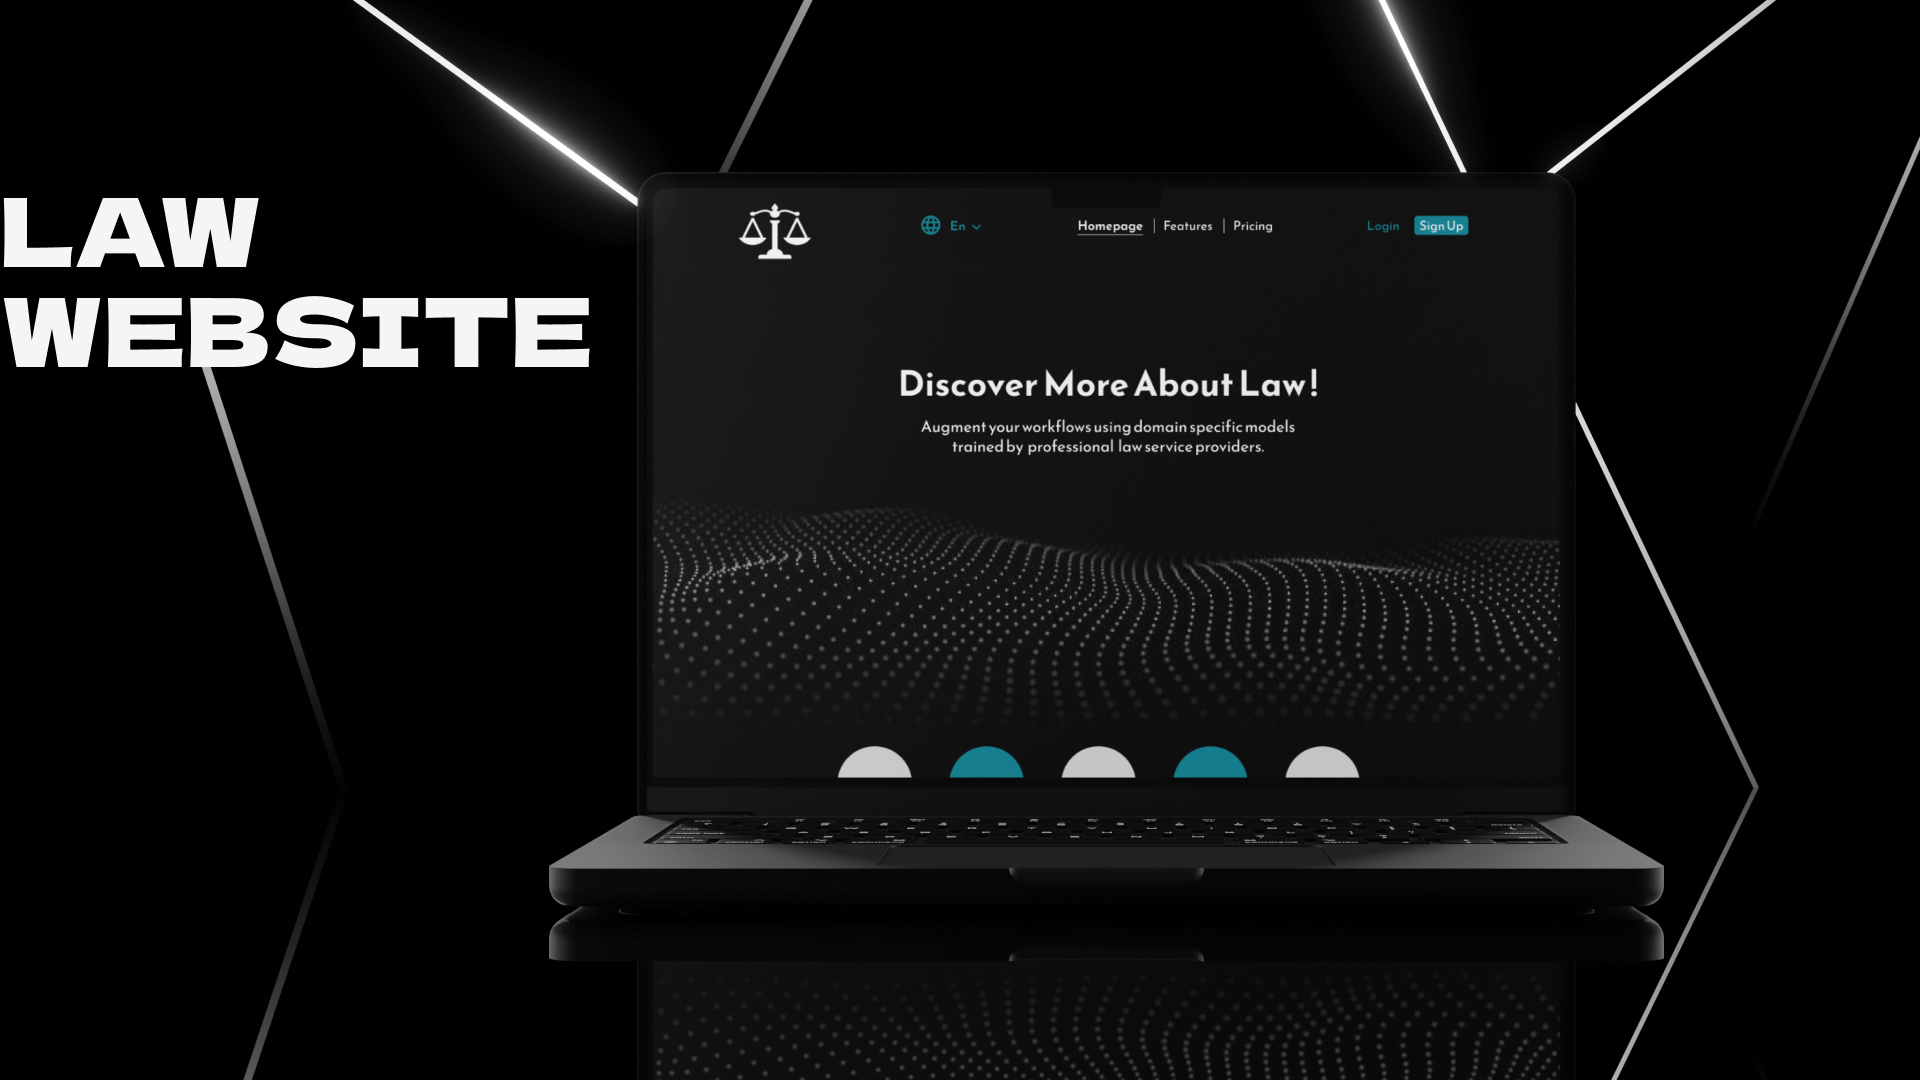 LAW
WEBSITE
En
Homepage | Features | Pricing
Login
Sign Up
Discover More About Law!
Augment your workflows using domain specific models
trained by professional law service providers.